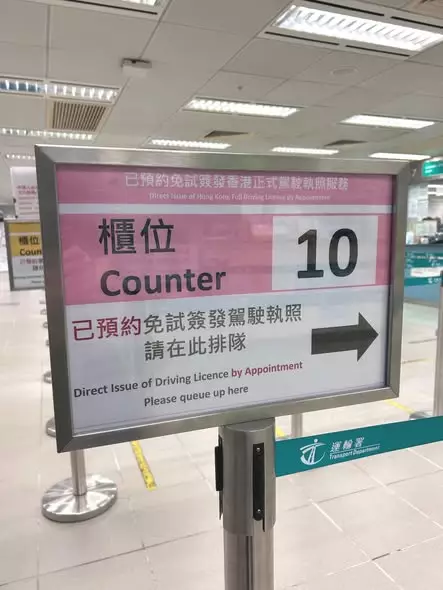 已預約免試簽發香港正式駕駛執照服務
Direct Issue of Hong Kong Full Driving Licence by Appointment
櫃位
Counter
10
已預約免試簽發駕駛執照
請在此排隊
Direct Issue of Driving Licence by Appointment
Please queue up here
運輸署
Transport Department
櫃位